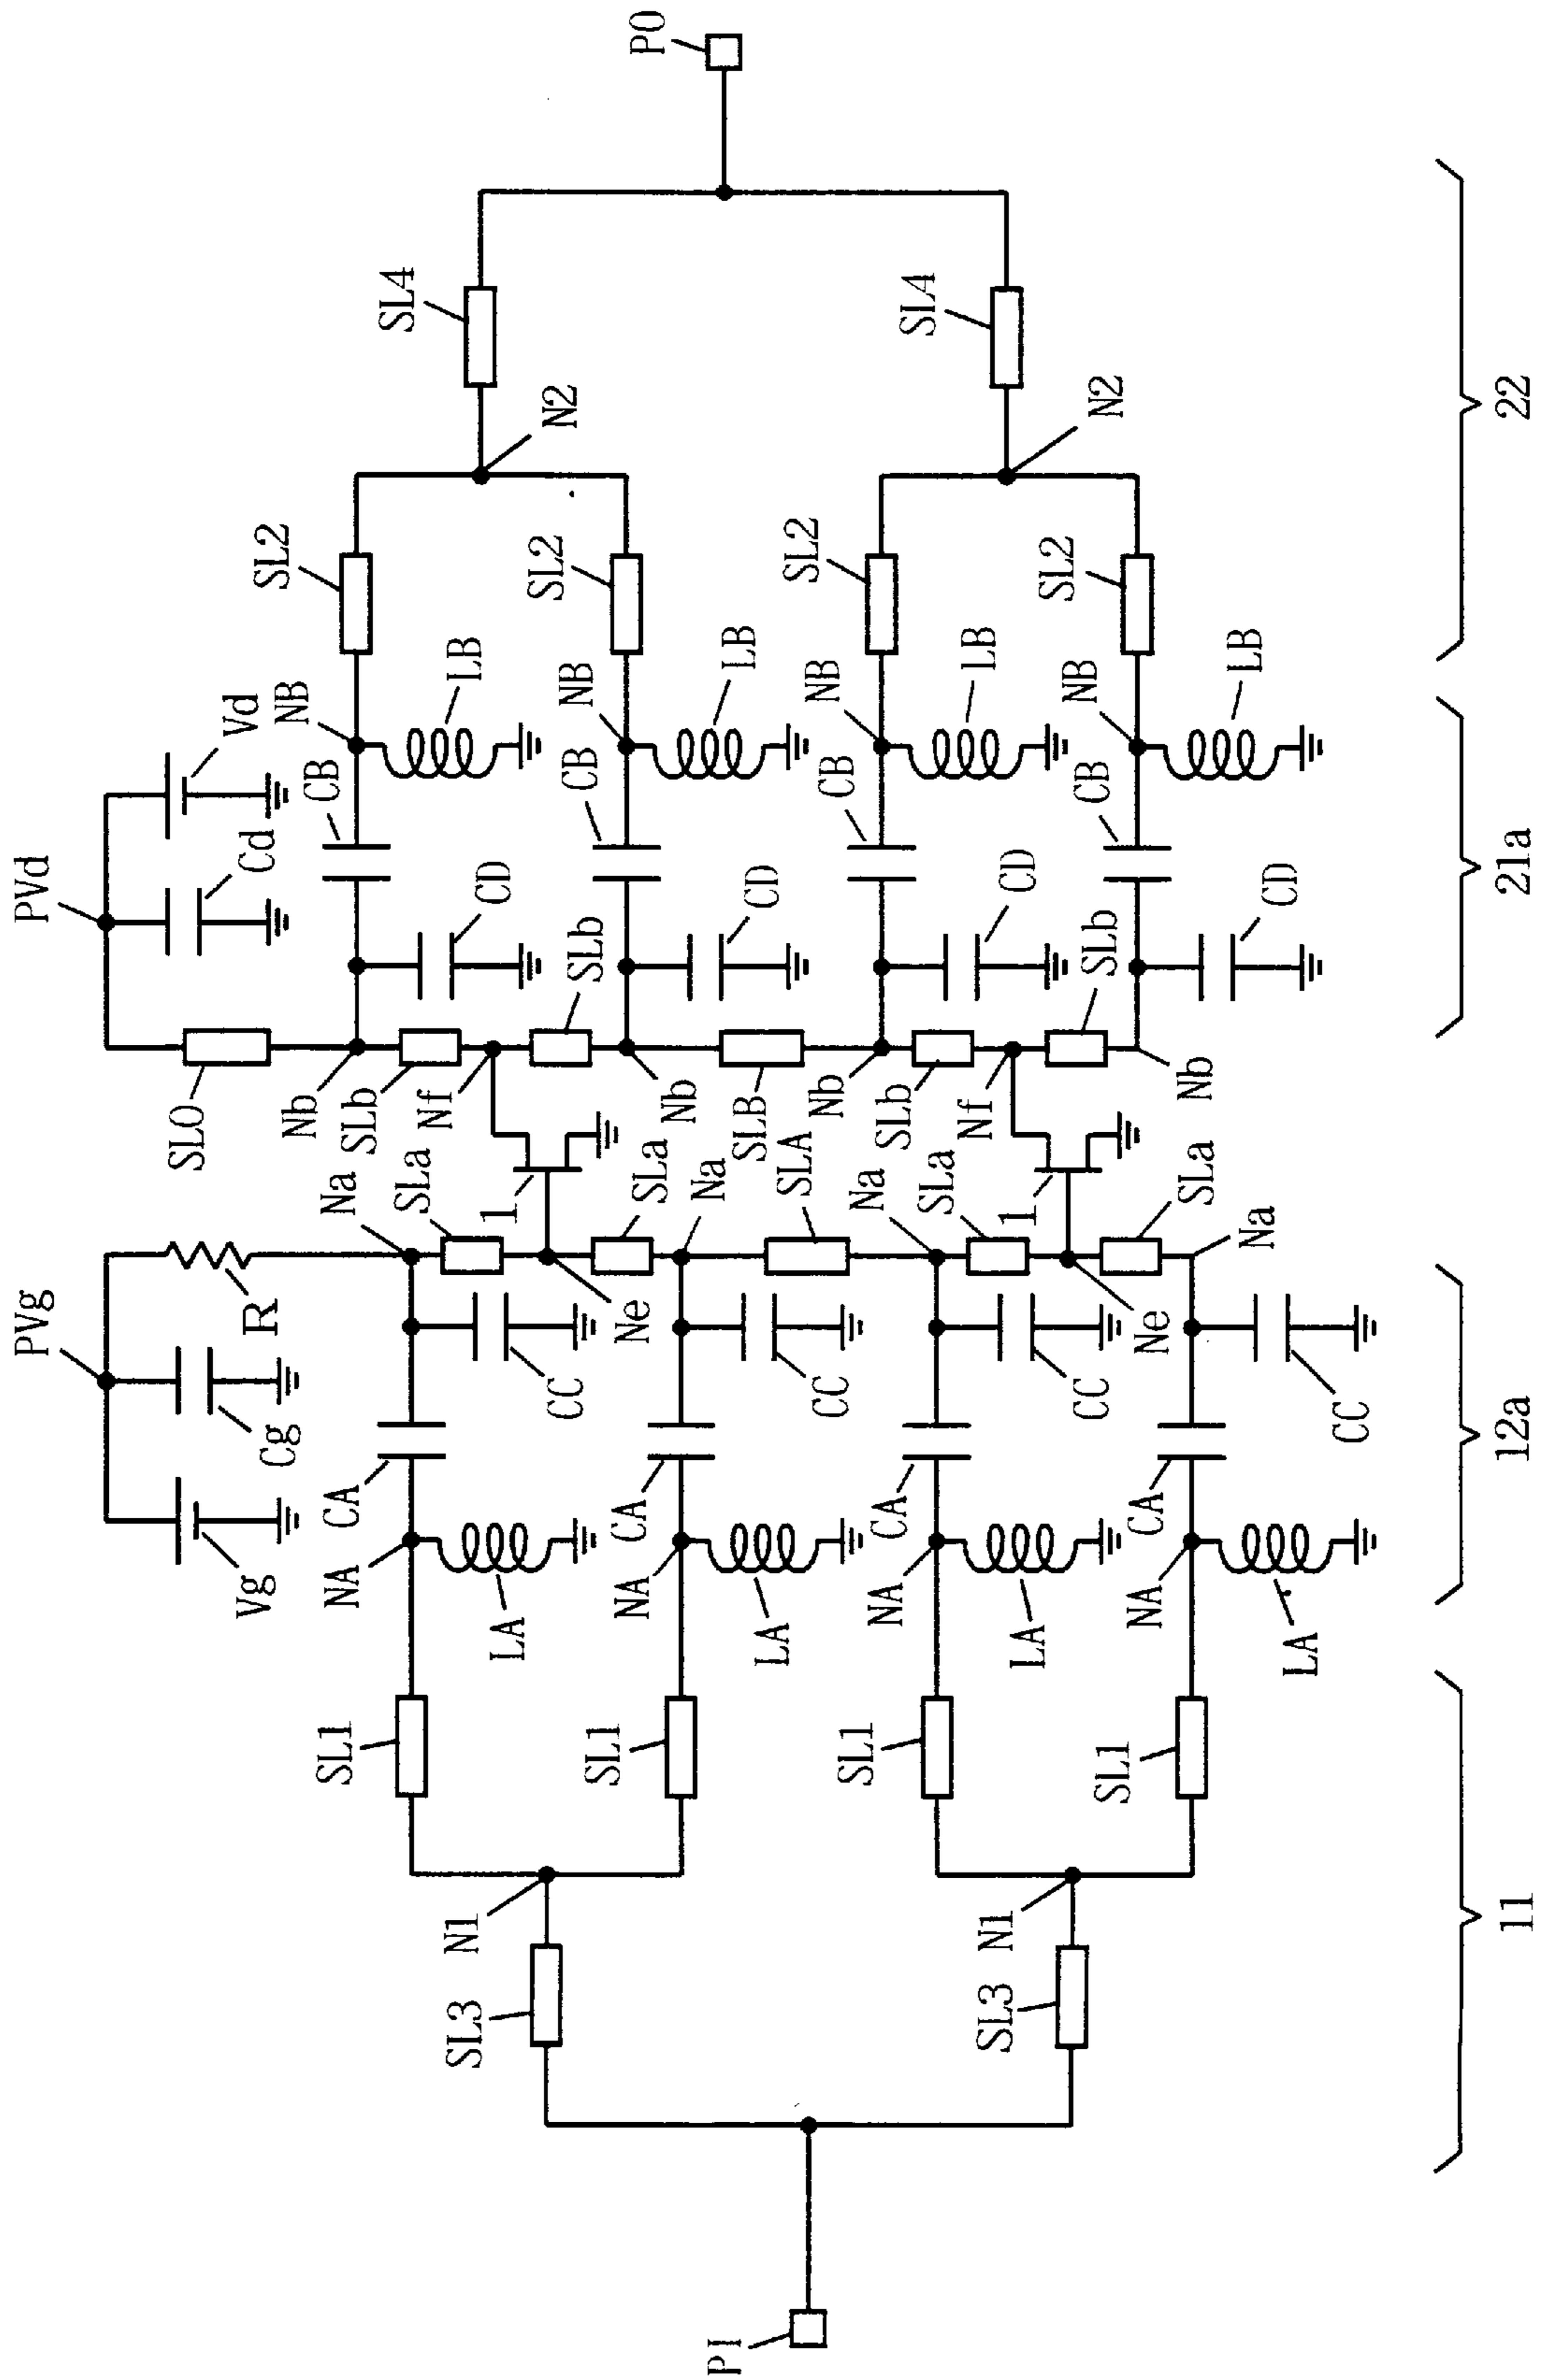 PVg
PVd
SLO
Vg
Cg
R
Cd
Vd
Nb
NB
SL2
SL1
NA
CA
Na
SLb
CB
SL4
SLa
Nf
SL3
N1
LA
1
CD
LB
CC
SLb
CB
SL2
N2
SL1
NA
CA
Ne
SLa
NB
PO
PI
Na
Nb
LA
SLA
SLB
CD
LB
CC
Nb
NB
SL2
SL1
NA
CA
Na
SLb
CB
SL4
SLa
Nf
CD
LB
SL3
N1
LA
1
CC
SLb
CB
NB
SL2
N2
SL1
NA
CA
Ne
SLa
Nb
LB
Na
CD
LA
CC
11
12a
21a
22